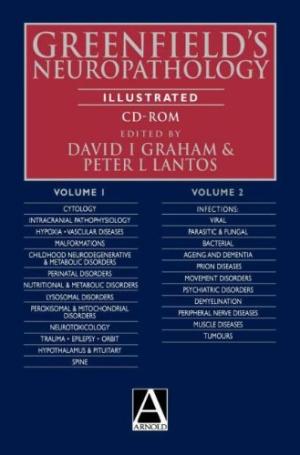 GREENFIELD'S
NEUROPATHOLOGY
ILLUSTRATED
CD-ROM
EDITED BY
DAVID I GRAHAM &
PETER L LANTOS
VOLUME I
CYTOLOGY
INTRACRANIAL PATHOPHYSIOLOGY
HYPOXIA • VASCULAR DISEASES
MALFORMATIONS
CHILDHOOD NEURODEGENERATIVE
& METABOLIC DISORDERS
PERINATAL DISORDERS
NUTRITIONAL & METABOLIC DISORDERS
LYSOSOMAL DISORDERS
PEROXISOMAL & MITOCHONDRIAL
DISORDERS
NEUROTOXICOLOGY
TRAUMA • EPILEPSY • ORBIT
HYPOTHALAMUS & PITUITARY
SPINE
VOLUME 2
INFECTIONS:
VIRAL
PARASITIC & FUNGAL
BACTERIAL
AGEING AND DEMENTIA
PRION DISEASES
MOVEMENT DISORDERS
PSYCHIATRIC DISORDERS
DEMYELINATION
PERIPHERAL NERVE DISEASES
MUSCLE DISEASES
TUMOURS
A
ARNOLD